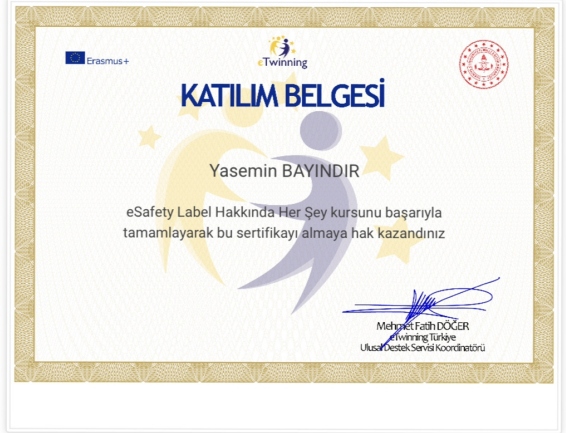 Erasmus+
eTwinning
KATILIM BELGESİ
Yasemin BAYINDIR
eSafety Label Hakkında Her Şey kursunu başarıyla
tamamlayarak bu sertifikayı almaya hak kazandınız
Mehmet Fatih DÖĞER
eTwinning Türkiye
Ulusal Destek Servisi Koordinatörü